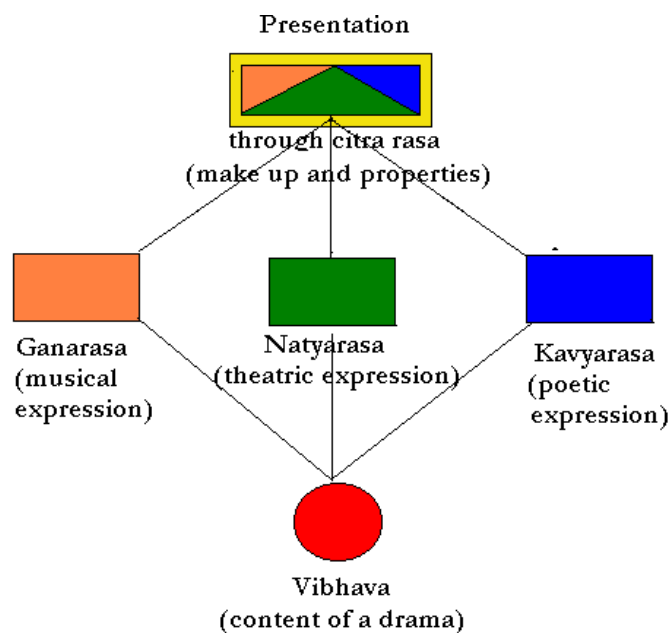 Presentation
through citra rasa
(make up and properties)
Ganarasa
(musical
expression)
Natyarasa
(theatric expression)
Kavyarasa
(poetic
expression)
Vibhava
(content of a drama)